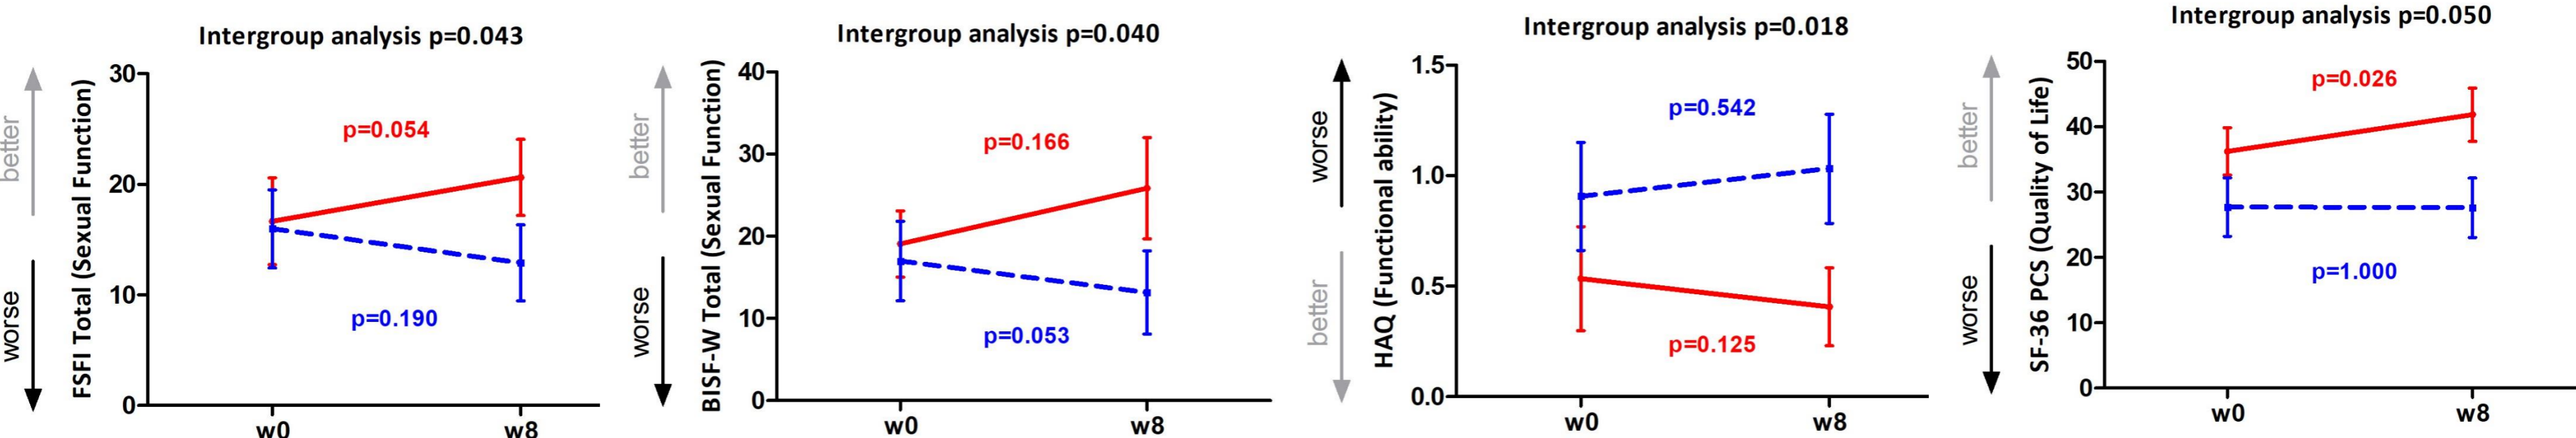 Intergroup analysis p=0.043
better
worse
FSFI Total (Sexual Function)
30
20
10
0
p=0.054
p=0.190
w0
w8
Intergroup analysis p=0.040
better
worse
BISF-W Total (Sexual Function)
40
30
20
10
0
p=0.166
p=0.053
w0
w8
Intergroup analysis p=0.018
worse
better
HAQ (Functional ability)
1.5
1.0
0.5
0.0
p=0.542
p=0.125
w0
w8
Intergroup analysis p=0.050
better
worse
SF-36 PCS (Quality of Life)
50
40
30
20
10
0
p=0.026
p=1.000
w0
w8